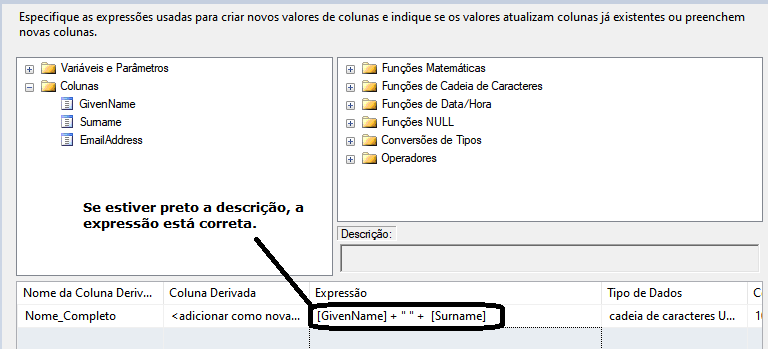 Especifique as expressões usadas para criar novos valores de colunas e indique se os valores atualizam colunas já existentes ou preenchem
novas colunas.
Variáveis e Parâmetros
Colunas
GivenName
Surname
EmailAddress
Funções Matemáticas
Funções de Cadeia de Caracteres
Funções de Data/Hora
Funções NULL
Conversões de Tipos
Operadores
Se estiver preto a descrição, a
expressão está correta.
Descrição:
Nome da Coluna Deriv... Coluna Derivada Expressão Tipo de Dados
Nome_Completo <adicionar como nova... [GivenName] + " " + [Surname] cadeia de caracteres U...